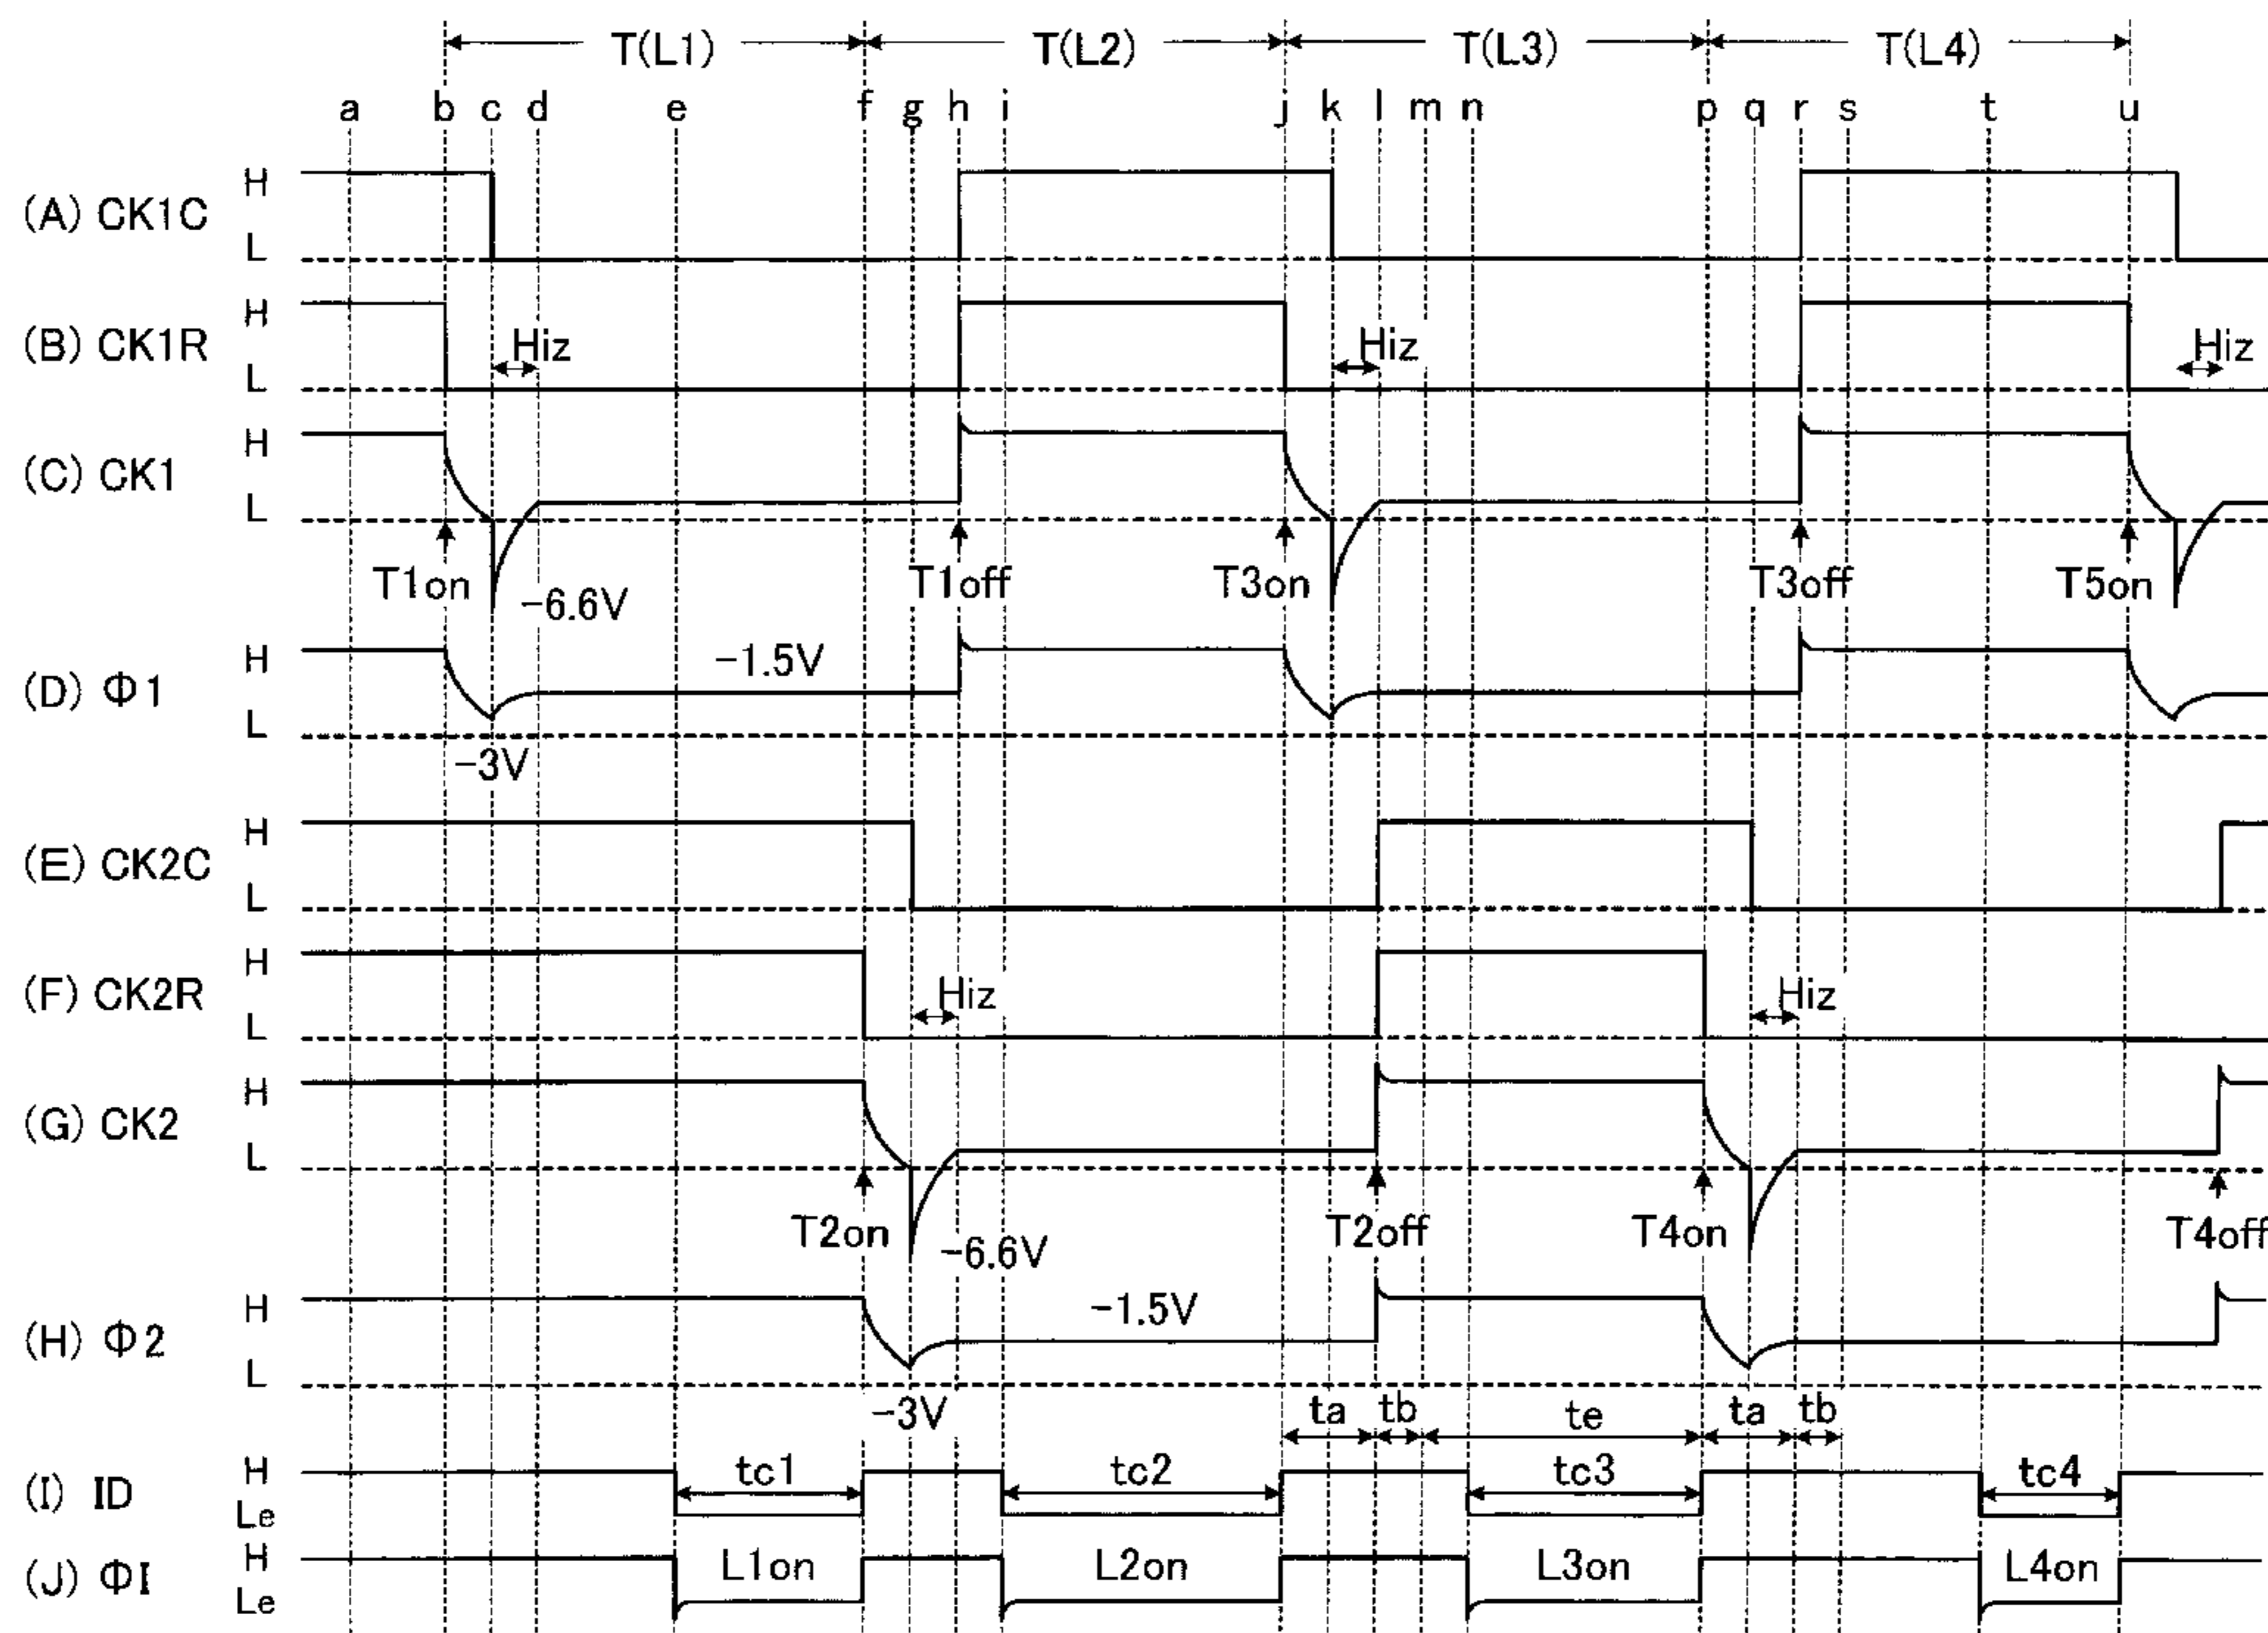 T(L1) T(L2) T(L3) T(L4)
a b c d e f g h i j k l m n p q r s t u
(A) CK1C H
L
(B) CK1R H
L
Hiz Hiz Hiz
(C) CK1 H
L
T1on -6.6V T1off T3on T3off T5on
(D) Φ1 H
L
-1.5V
-3V
(E) CK2C H
L
(F) CK2R H
L
Hiz Hiz
(G) CK2 H
L
T2on -6.6V T2off T4on T4off
(H) Φ2 H
L
-1.5V
-3V
ta tb te ta tb
(I) ID H
Le
tc1 tc2 tc3 tc4
(J) ΦI H
Le
L1on L2on L3on L4on